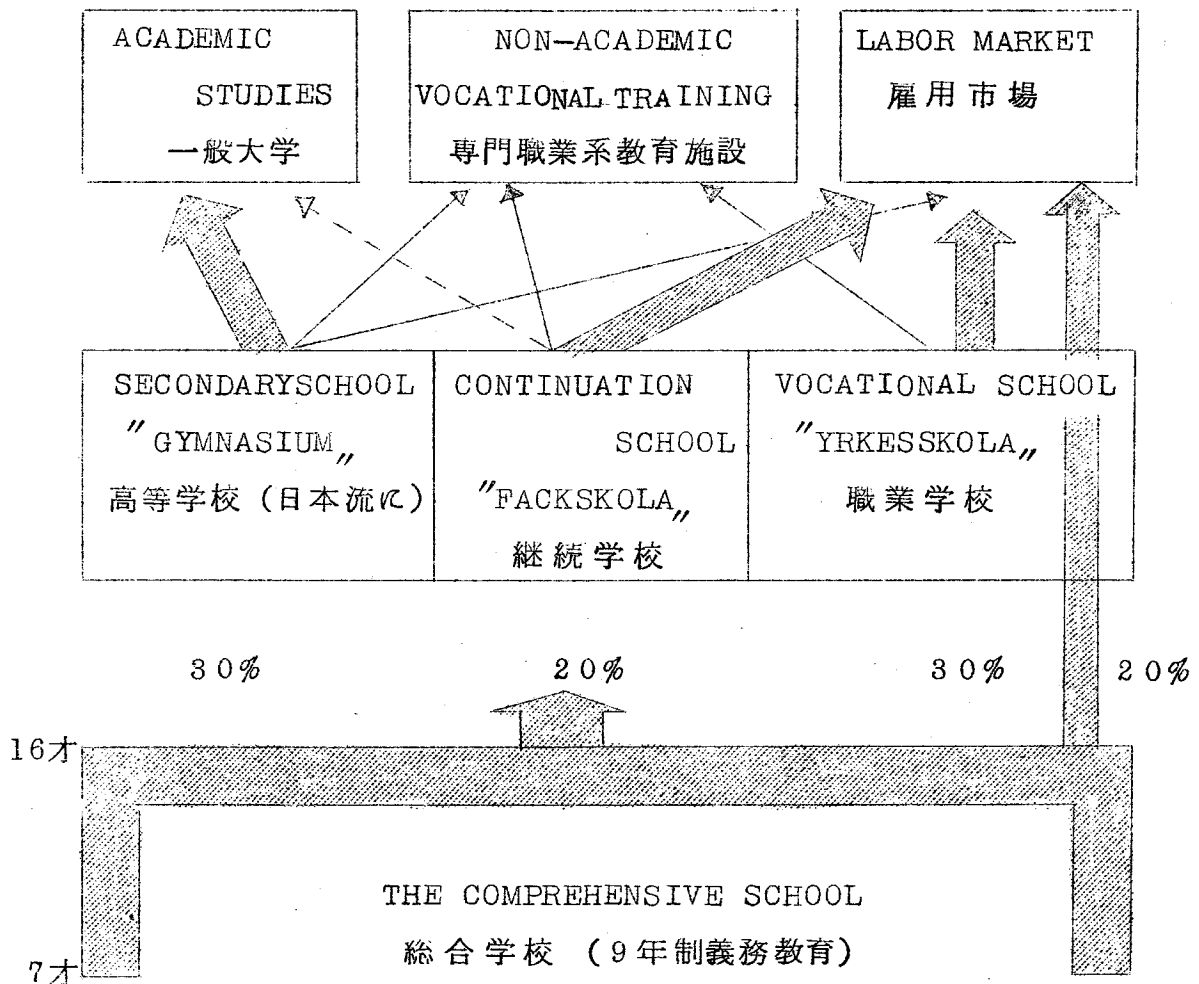 ACADEMIC
STUDIES
一般大学
NON-ACADEMIC
VOCATIONAL TRAINING
専門職業系教育施設
LABOR MARKET
雇用市場
SECONDARYSCHOOL
"GYMNASIUM„
高等学校(日本流に)
CONTINUATION
SCHOOL
"FACKSKOLA„
継続学校
VOCATIONAL SCHOOL
"YRKESSKOLA„
職業学校
30%
20%
30%
20%
16才
THE COMPREHENSIVE SCHOOL
総合学校 (9年制義務教育)
7才